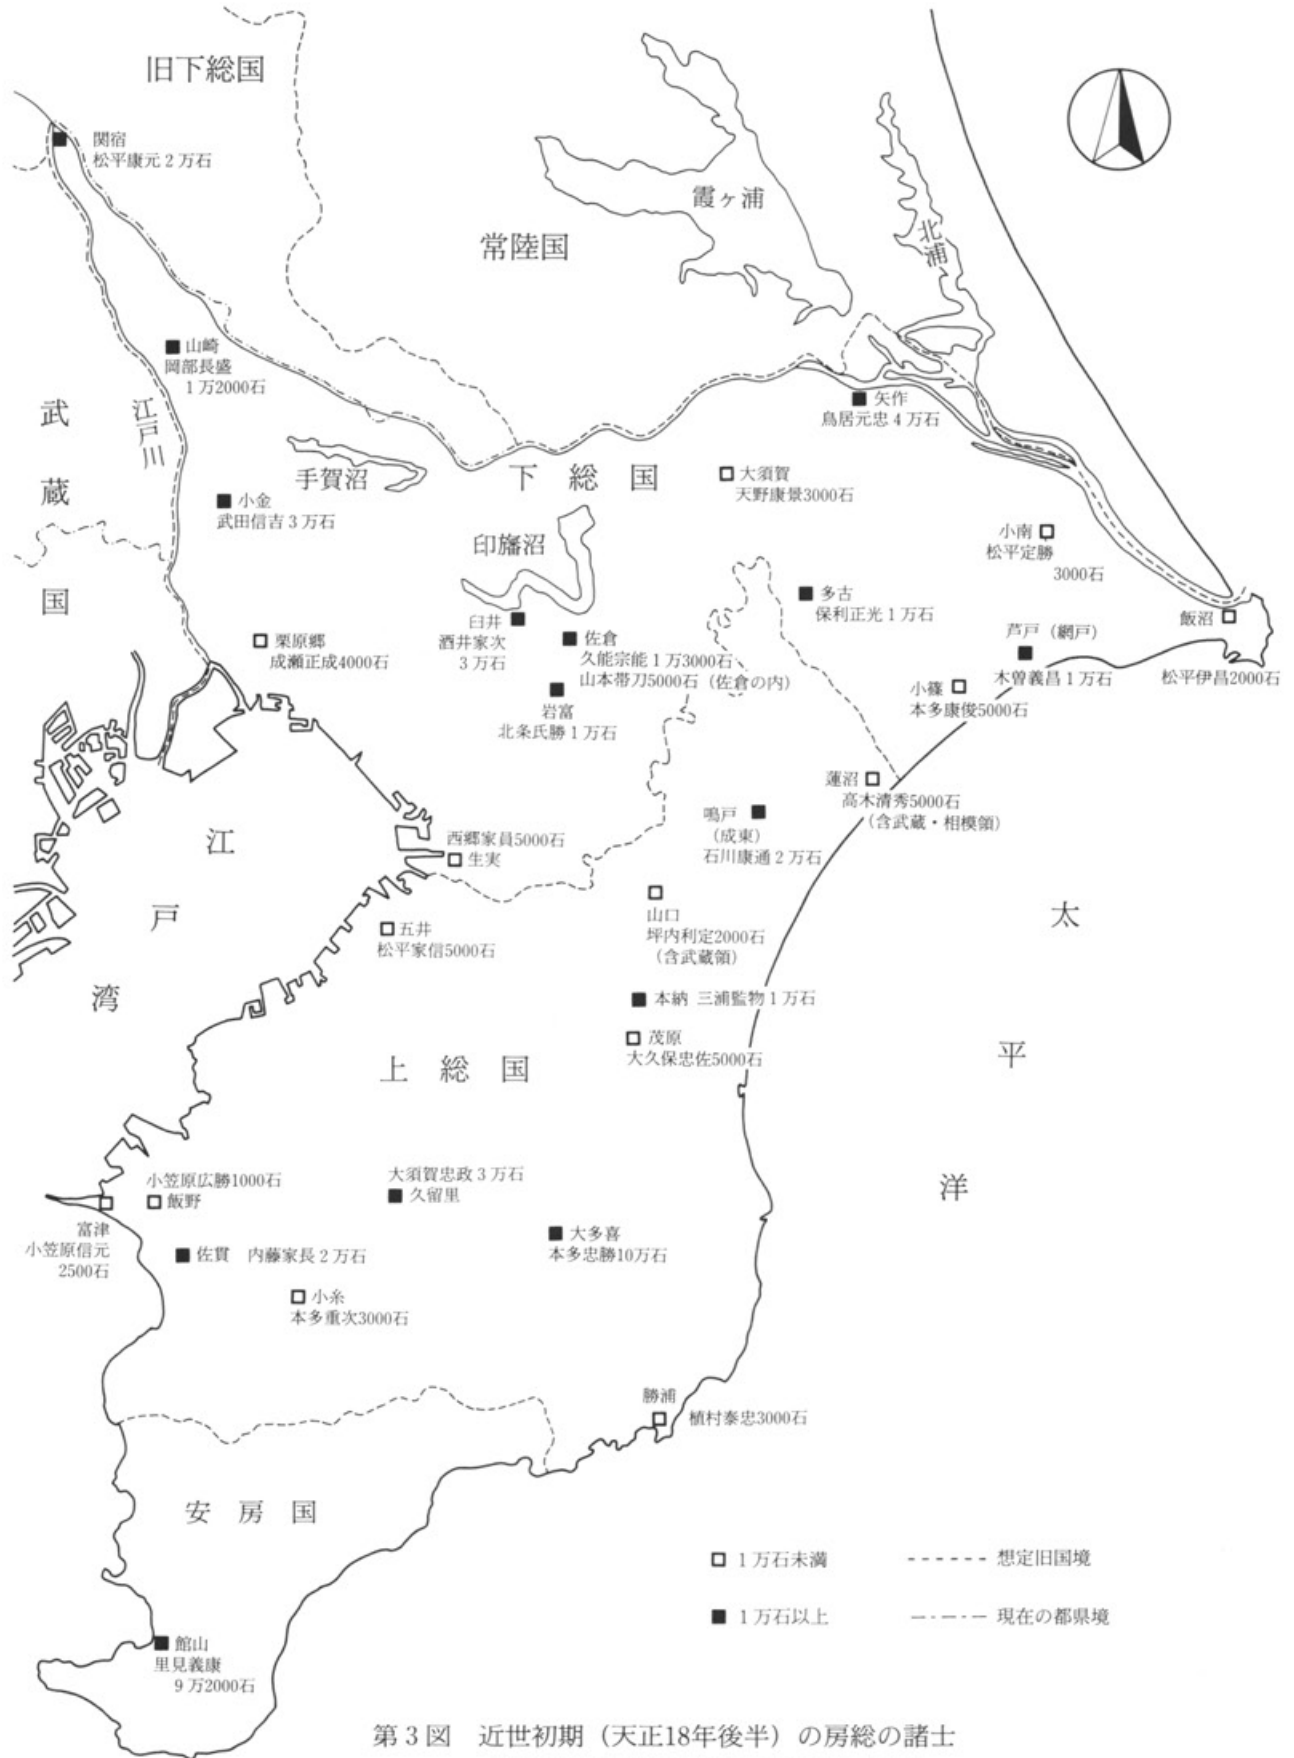 旧下総国
関宿
松平康元2万石
霞ヶ浦
北浦
常陸国
山崎
岡部長盛
1万2000石
武蔵国
江戸川
矢作
鳥居元忠4万石
手賀沼
下総国
大須賀
天野康景3000石
小金
武田信吉3万石
印旛沼
小南
松平定勝
3000石
多古
保利正光1万石
飯沼
松平伊昌2000石
芦戸（網戸）
木曽義昌1万石
臼井
酒井家次
3万石
佐倉
久能宗能1万3000石
山本帯刀5000石（佐倉の内）
栗原郷
成瀬正成4000石
小篠
本多康俊5000石
岩富
北条氏勝1万石
蓮沼
高木清秀5000石
（含武蔵・相模領）
鳴戸
（成東）
石川康通2万石
江戸湾
西郷家員5000石
生実
山口
坪内利定2000石
（含武蔵領）
五井
松平家信5000石
太平洋
本納 三浦監物1万石
茂原
大久保忠佐5000石
上総国
小笠原広勝1000石
飯野
大須賀忠政3万石
久留里
富津
小笠原信元
2500石
大多喜
本多忠勝10万石
佐貫　内藤家長2万石
小糸
本多重次3000石
勝浦
植村泰忠3000石
安房国
館山
里見義康
9万2000石
1万石未満
想定旧国境
1万石以上
現在の都県境
第3図　近世初期（天正18年後半）の房総の諸士